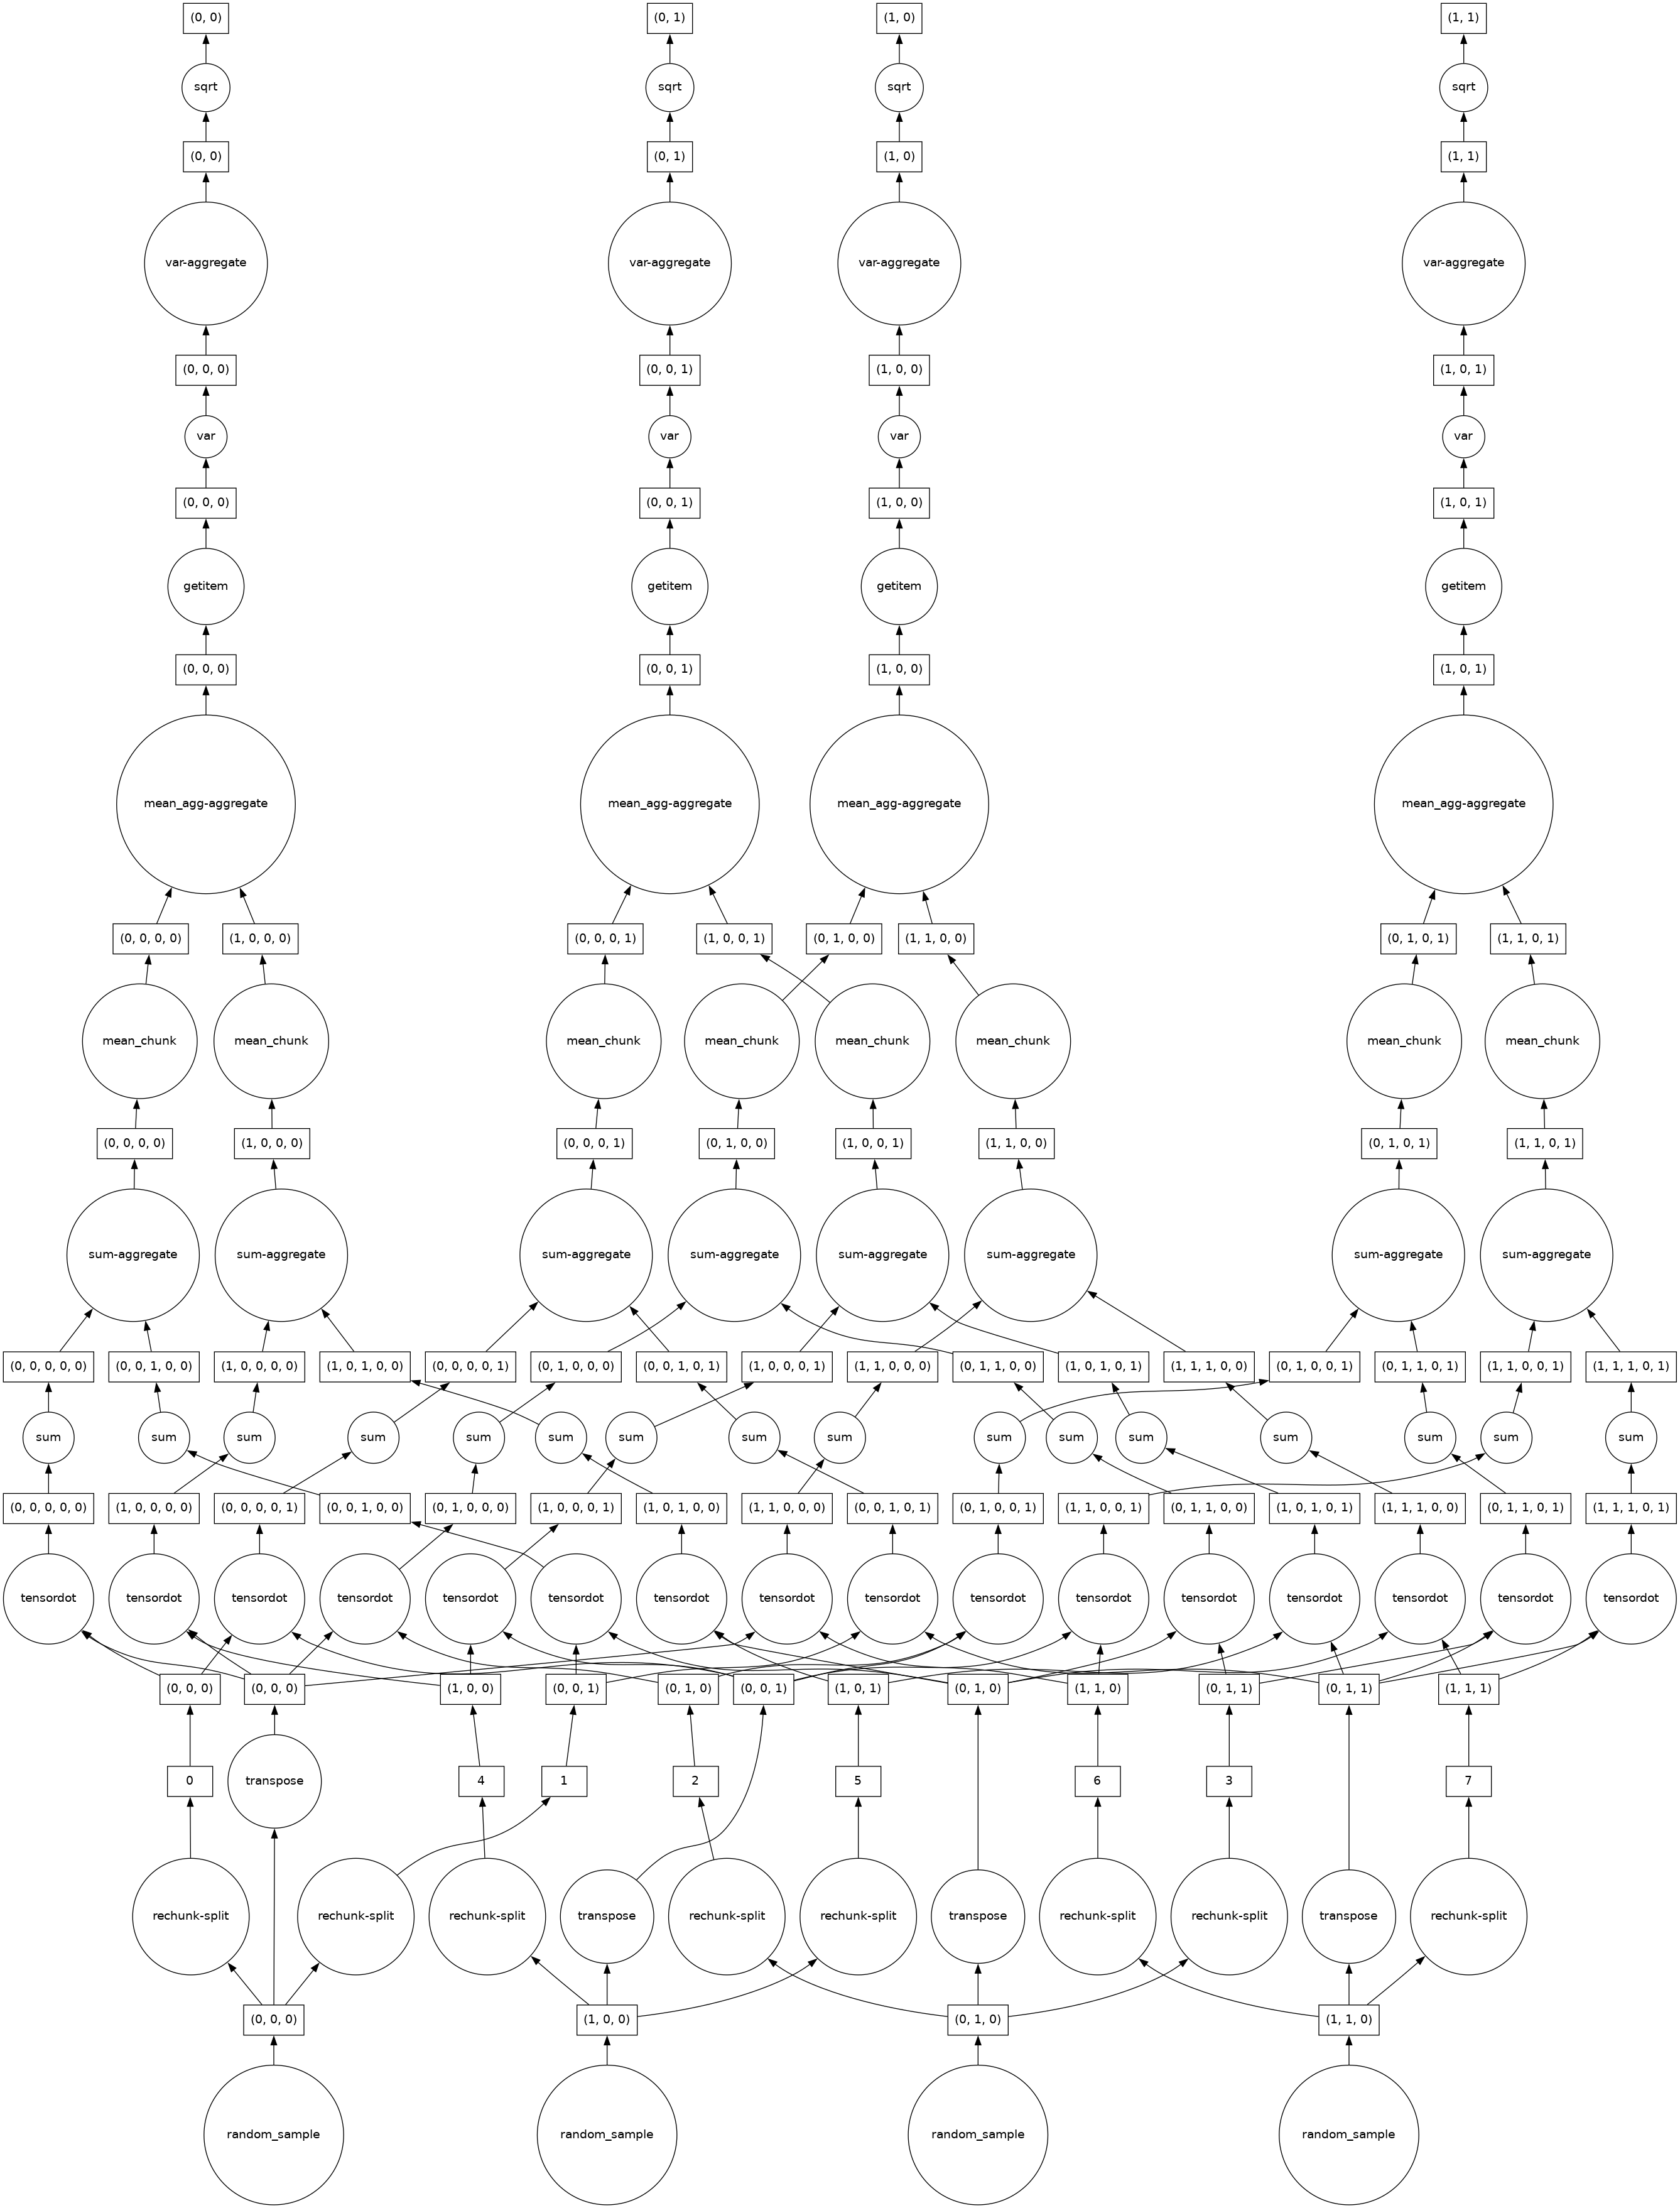 (0, 0) (0, 1) (1, 0) (1, 1)
sqrt sqrt sqrt sqrt
(0, 0) (0, 1) (1, 0) (1, 1)
var-aggregate var-aggregate var-aggregate var-aggregate
(0, 0, 0) (0, 0, 1) (1, 0, 0) (1, 0, 1)
var var var var
(0, 0, 0) (0, 0, 1) (1, 0, 0) (1, 0, 1)
getitem getitem getitem getitem
(0, 0, 0) (0, 0, 1) (1, 0, 0) (1, 0, 1)
mean_agg-aggregate mean_agg-aggregate mean_agg-aggregate mean_agg-aggregate
(0, 0, 0, 0) (1, 0, 0, 0) (0, 0, 0, 1) (1, 0, 0, 1) (0, 1, 0, 0) (1, 1, 0, 0) (0, 1, 0, 1) (1, 1, 0, 1)
mean_chunk mean_chunk mean_chunk mean_chunk mean_chunk mean_chunk mean_chunk mean_chunk
(0, 0, 0, 0) (1, 0, 0, 0) (0, 0, 0, 1) (0, 1, 0, 0) (1, 0, 0, 1) (1, 1, 0, 0) (0, 1, 0, 1) (1, 1, 0, 1)
sum-aggregate sum-aggregate sum-aggregate sum-aggregate sum-aggregate sum-aggregate sum-aggregate sum-aggregate
(0, 0, 0, 0, 0) (0, 0, 1, 0, 0) (1, 0, 0, 0, 0) (1, 0, 1, 0, 0) (0, 0, 0, 0, 1) (0, 1, 0, 0, 0) (0, 0, 1, 0, 1) (1, 0, 0, 0, 1) (1, 1, 0, 0, 0) (0, 1, 1, 0, 0) (1, 0, 1, 0, 1) (1, 1, 1, 0, 0) (0, 1, 0, 0, 1) (0, 1, 1, 0, 1) (1, 1, 0, 0, 1) (1, 1, 1, 0, 1)
sum sum sum sum sum sum sum sum sum sum sum sum sum sum sum sum
(0, 0, 0, 0, 0) (1, 0, 0, 0, 0) (0, 0, 0, 0, 1) (0, 0, 1, 0, 0) (0, 1, 0, 0, 0) (1, 0, 0, 0, 1) (1, 0, 1, 0, 0) (1, 1, 0, 0, 0) (0, 0, 1, 0, 1) (0, 1, 0, 0, 1) (1, 1, 0, 0, 1) (0, 1, 1, 0, 0) (1, 0, 1, 0, 1) (1, 1, 1, 0, 0) (0, 1, 1, 0, 1) (1, 1, 1, 0, 1)
tensordot tensordot tensordot tensordot tensordot tensordot tensordot tensordot tensordot tensordot tensordot tensordot tensordot tensordot tensordot tensordot
(0, 0, 0) (0, 0, 0) (1, 0, 0) (0, 0, 1) (0, 1, 0) (0, 0, 1) (1, 0, 1) (0, 1, 0) (1, 1, 0) (0, 1, 1) (0, 1, 1) (1, 1, 1)
0 transpose 4 1 2 5 6 3 7
rechunk-split rechunk-split rechunk-split transpose rechunk-split rechunk-split transpose rechunk-split rechunk-split transpose rechunk-split
(0, 0, 0) (1, 0, 0) (0, 1, 0) (1, 1, 0)
random_sample random_sample random_sample random_sample